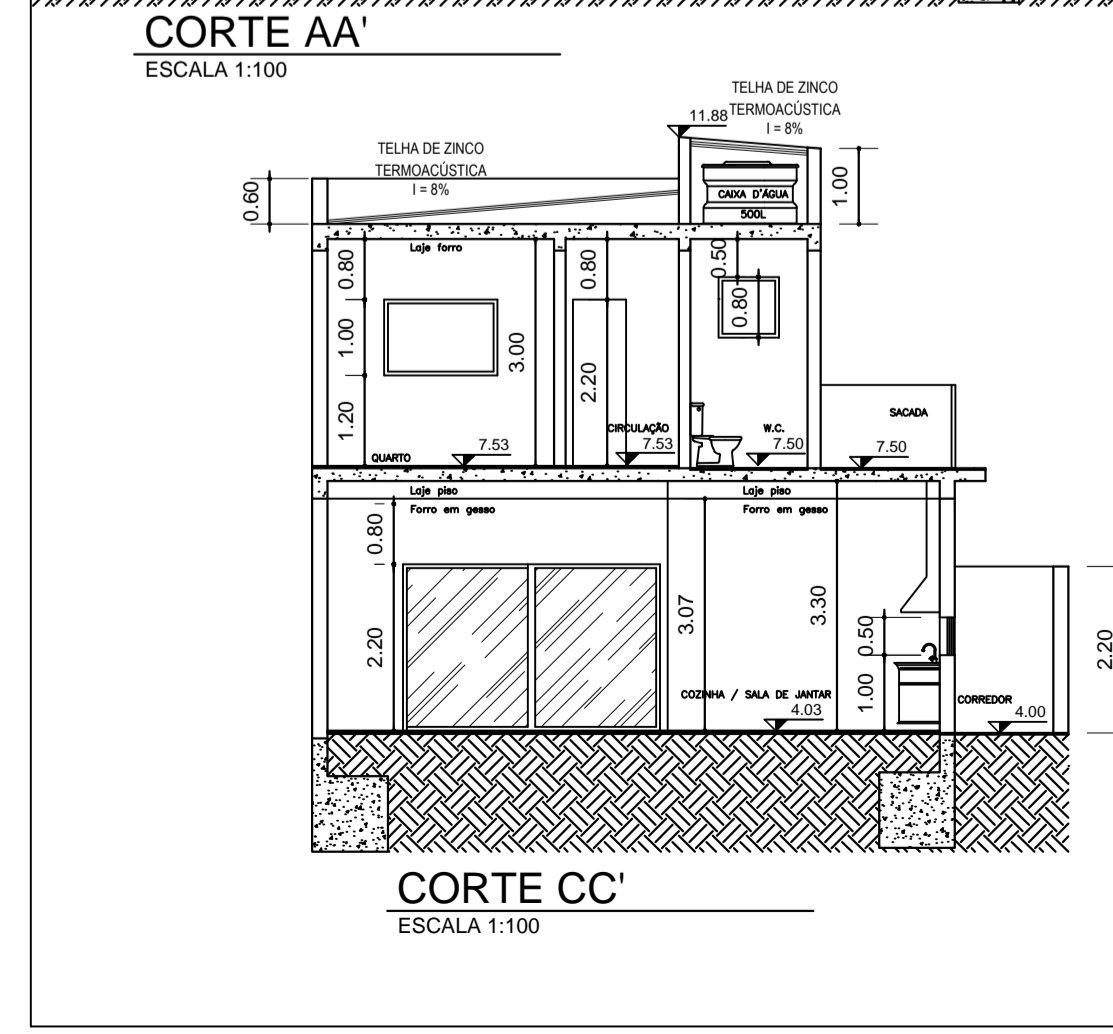 CORTE AA'
ESCALA 1:100
TELHA DE ZINCO
TERMOACÚSTICA
I = 8%
11.88
TELHA DE ZINCO
TERMOACÚSTICA
I = 8%
0.60
CAIXA D'ÁGUA
500L
1.00
Laje forro
0.80
0.80
0.50
1.00
3.00
0.80
1.20
2.20
QUARTO
7.53
CIRCULAÇÃO
7.53
W.C.
7.50
SACADA
7.50
Laje piso
Forro em gesso
Laje piso
Forro em gesso
0.80
2.20
3.07
3.30
0.50
1.00
2.20
COZINHA / SALA DE JANTAR
4.03
CORREDOR
4.00
CORTE CC'
ESCALA 1:100